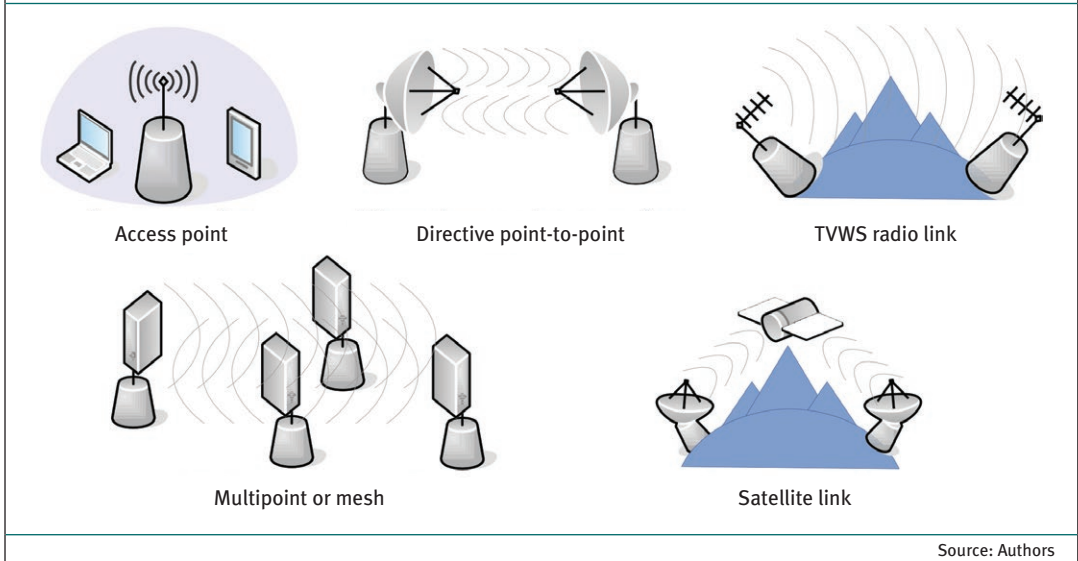 Access point
Directive point-to-point
TVWS radio link
Multipoint or mesh
Satellite link
Source: Authors